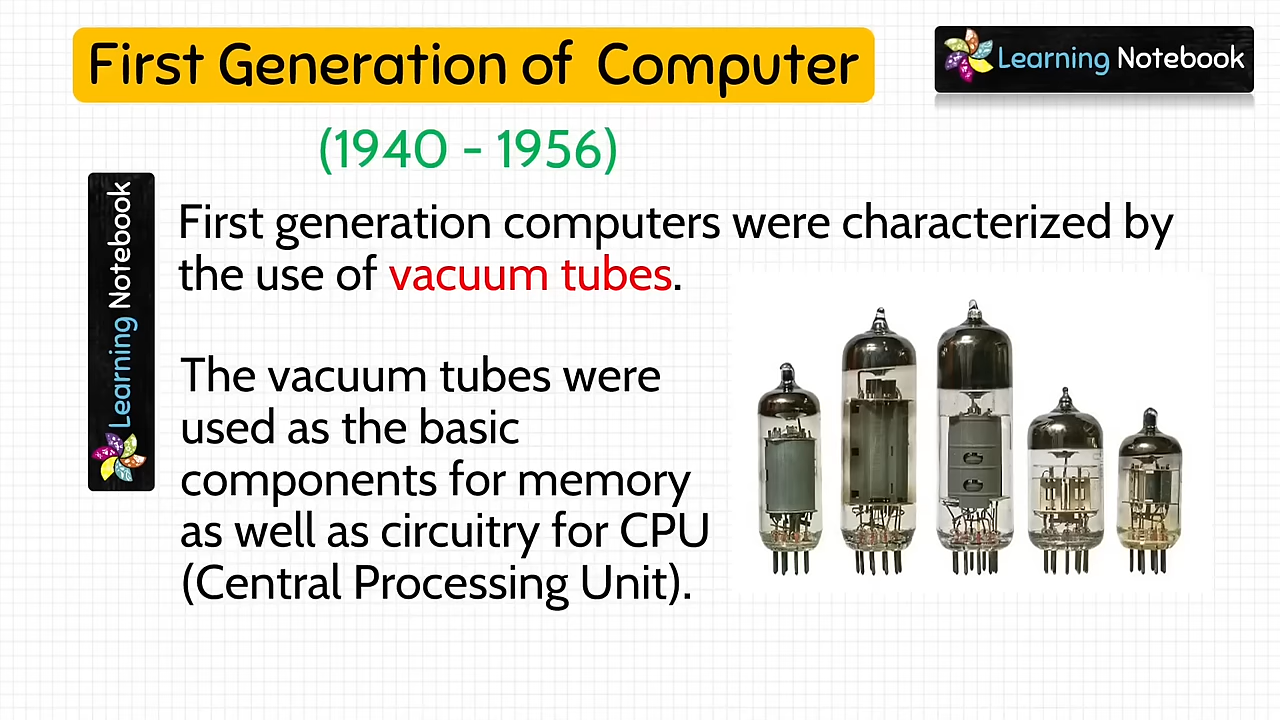 First Generation of Computer
Learning Notebook
(1940 - 1956)
Learning Notebook
First generation computers were characterized by
the use of vacuum tubes.
The vacuum tubes were
used as the basic
components for memory
as well as circuitry for CPU
(Central Processing Unit).